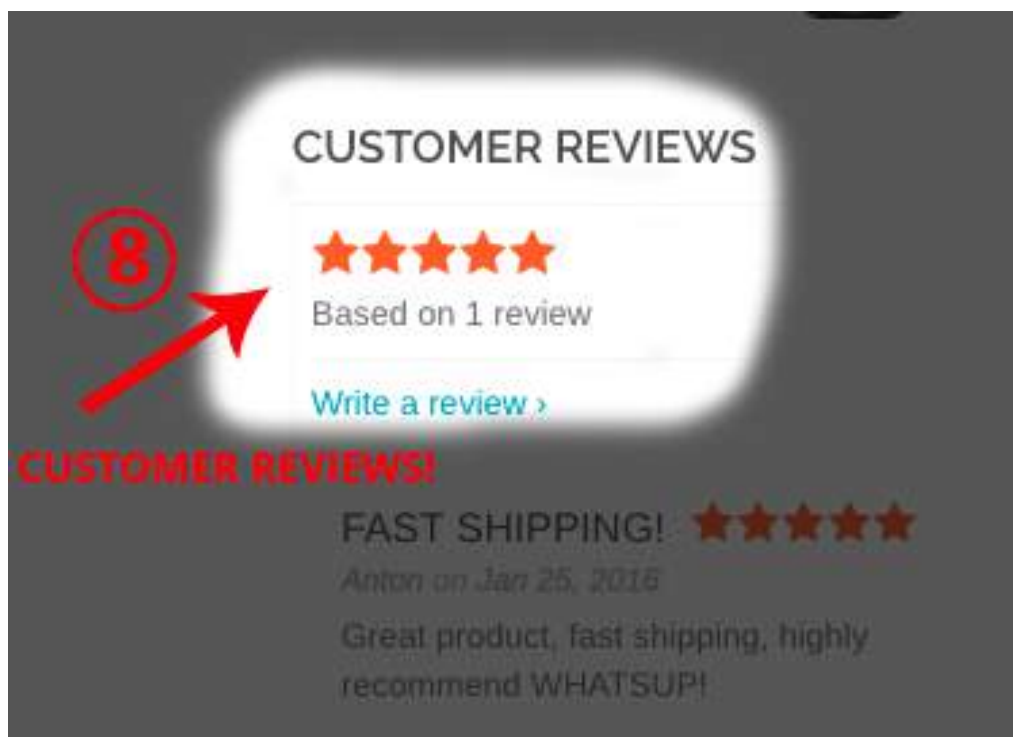 CUSTOMER REVIEWS
8
Based on 1 review
Write a review ›
CUSTOMER REVIEWS!
FAST SHIPPING!
Anton on Jan 25, 2016
Great product, fast shipping, highly
recommend WHATSUP!